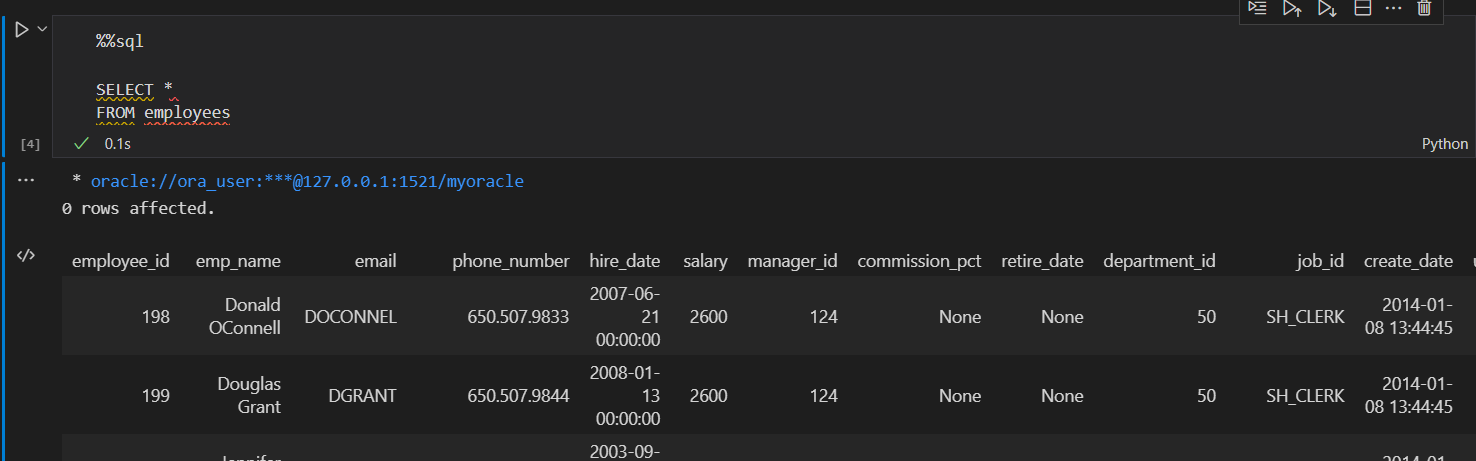 %%sql
SELECT *
FROM employees
[4] 0.1s Python
* oracle://ora_user:***@127.0.0.1:1521/myoracle
0 rows affected.
employee_id emp_name email phone_number hire_date salary manager_id commission_pct retire_date department_id job_id create_date
198 Donald OConnell DOCONNEL 650.507.9833 2007-06-21 00:00:00 2600 124 None None 50 SH_CLERK 2014-01-08 13:44:45
199 Douglas Grant DGRANT 650.507.9844 2008-01-13 00:00:00 2600 124 None None 50 SH_CLERK 2014-01-08 13:44:45
2003-09-